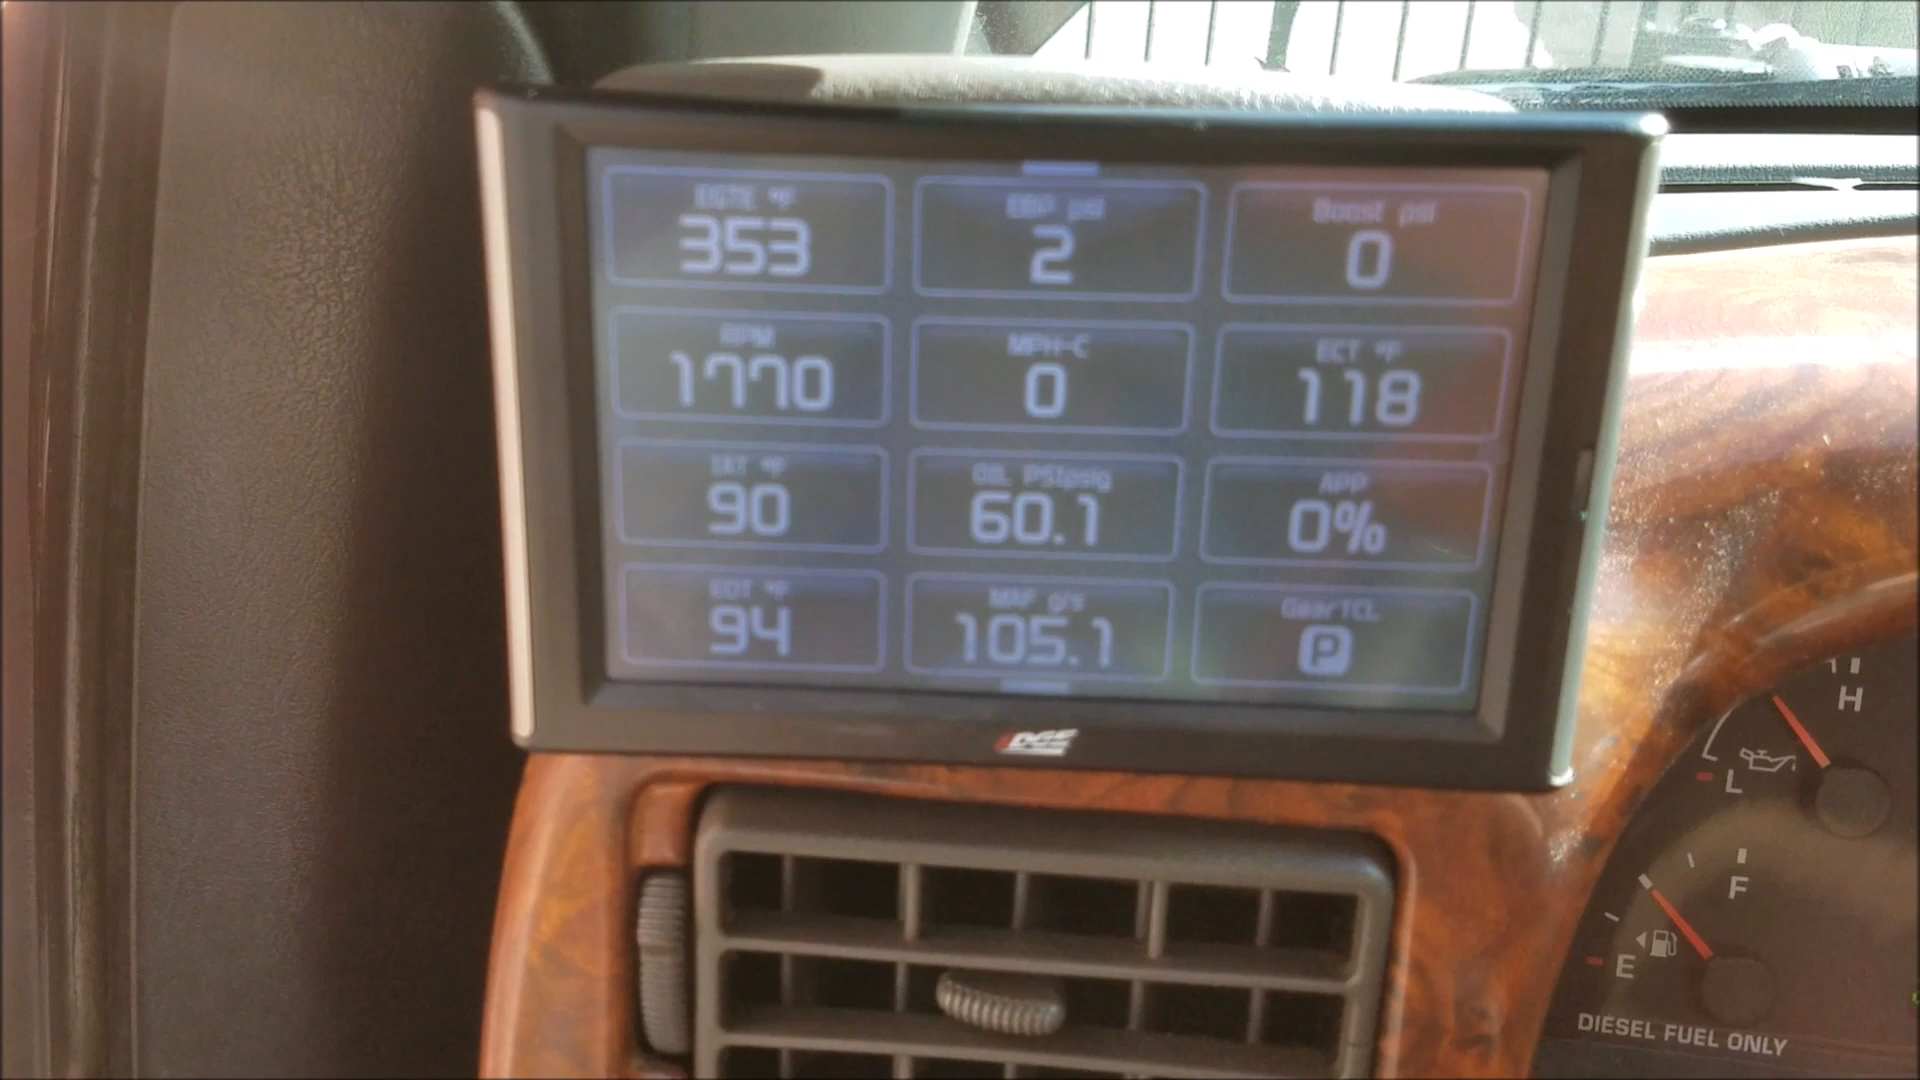 EGTE °F
EBP psi
Boost psi
353
2
0
RPM
MPH-C
ECT °F
1770
0
118
IAT °F
OIL PSIpsig
APP
90
60.1
0%
EOT °F
MAF g/s
GearTCL
94
105.1
P
EDGE
H
L
F
E
DIESEL FUEL ONLY